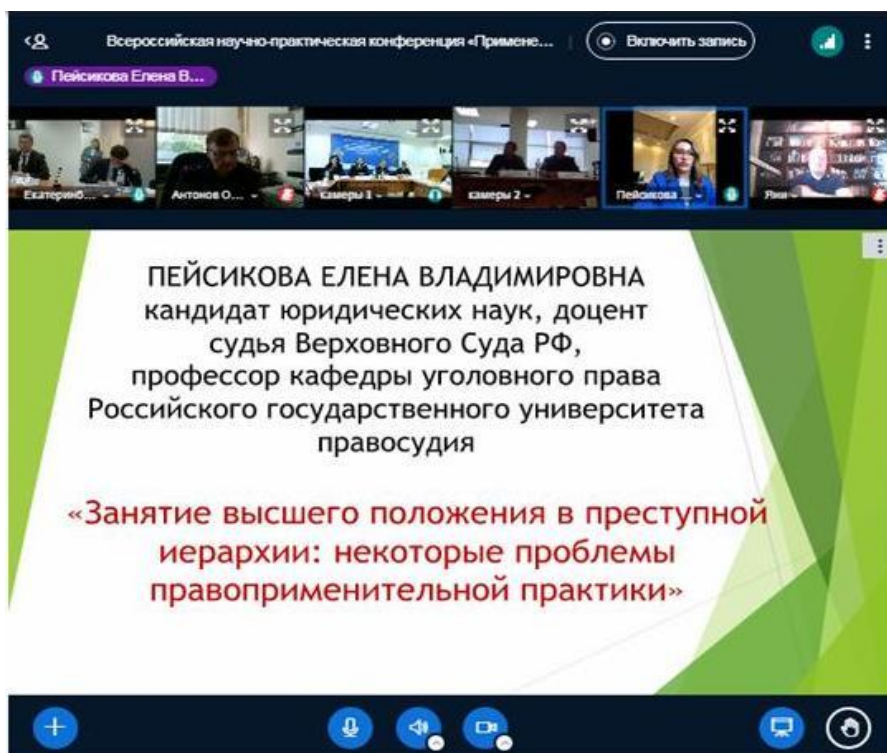 Всероссийская научно-практическая конференция «Примене...
Включить запись
Пейсикова Елена В...
Екатеринб...
Антонов О...
камеры 1
камеры 2
Пейсикова ...
Яни
ПЕЙСИКОВА ЕЛЕНА ВЛАДИМИРОВНА
кандидат юридических наук, доцент
судья Верховного Суда РФ,
профессор кафедры уголовного права
Российского государственного университета
правосудия
«Занятие высшего положения в преступной
иерархии: некоторые проблемы
правоприменительной практики»